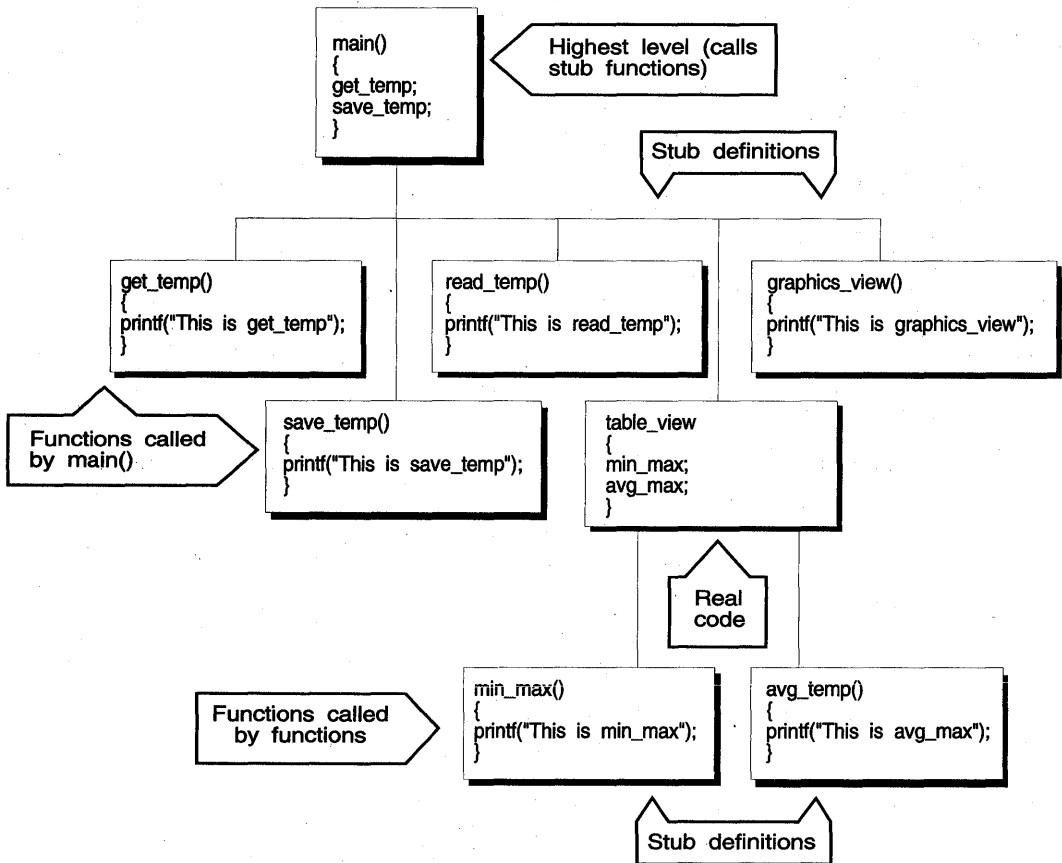 main()
{
get_temp;
save_temp;
}
Highest level (calls
stub functions)
Stub definitions
get_temp()
{
printf("This is get_temp");
}
read_temp()
{
printf("This is read_temp");
}
graphics_view()
{
printf("This is graphics_view");
}
Functions called
by main()
save_temp()
{
printf("This is save_temp");
}
table_view
{
min_max;
avg_max;
}
Real
code
Functions called
by functions
min_max()
{
printf("This is min_max");
}
avg_temp()
{
printf("This is avg_max");
}
Stub definitions